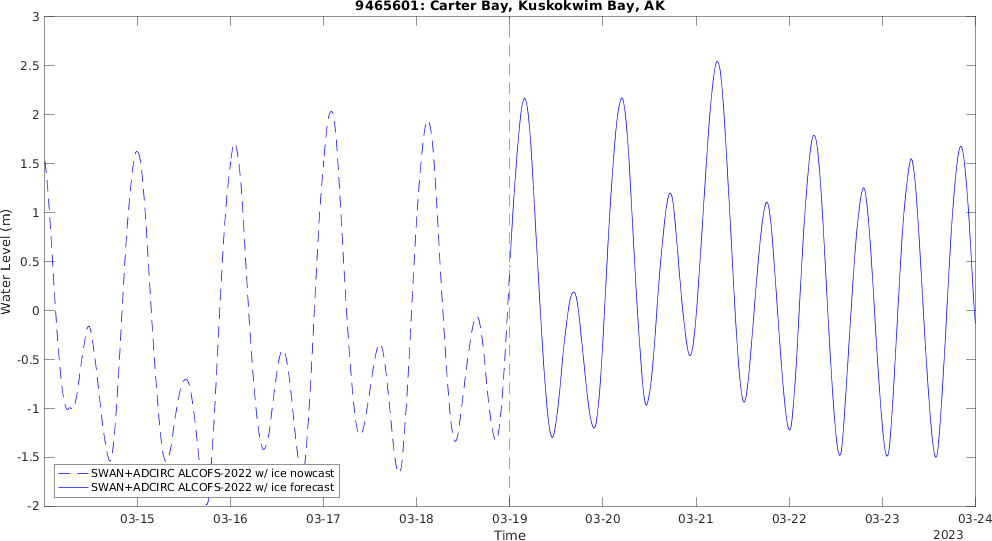 9465601: Carter Bay, Kuskokwim Bay, AK
3
2.5
2
1.5
1
0.5
0
-0.5
-1
-1.5
-2
Water Level (m)
SWAN+ADCIRC ALCOFS-2022 w/ ice nowcast
SWAN+ADCIRC ALCOFS-2022 w/ ice forecast
03-15 03-16 03-17 03-18 03-19 03-20 03-21 03-22 03-23 03-24
Time
2023